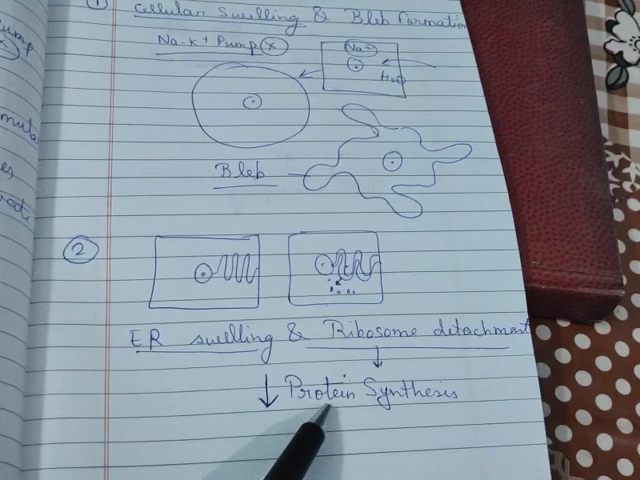 1 Cellular Swelling & Bleb Formation
Na-K+ Pump X
Na+
H2O
Bleb
2
ER swelling & Ribosome detachment
↓
↓ Protein Synthesis